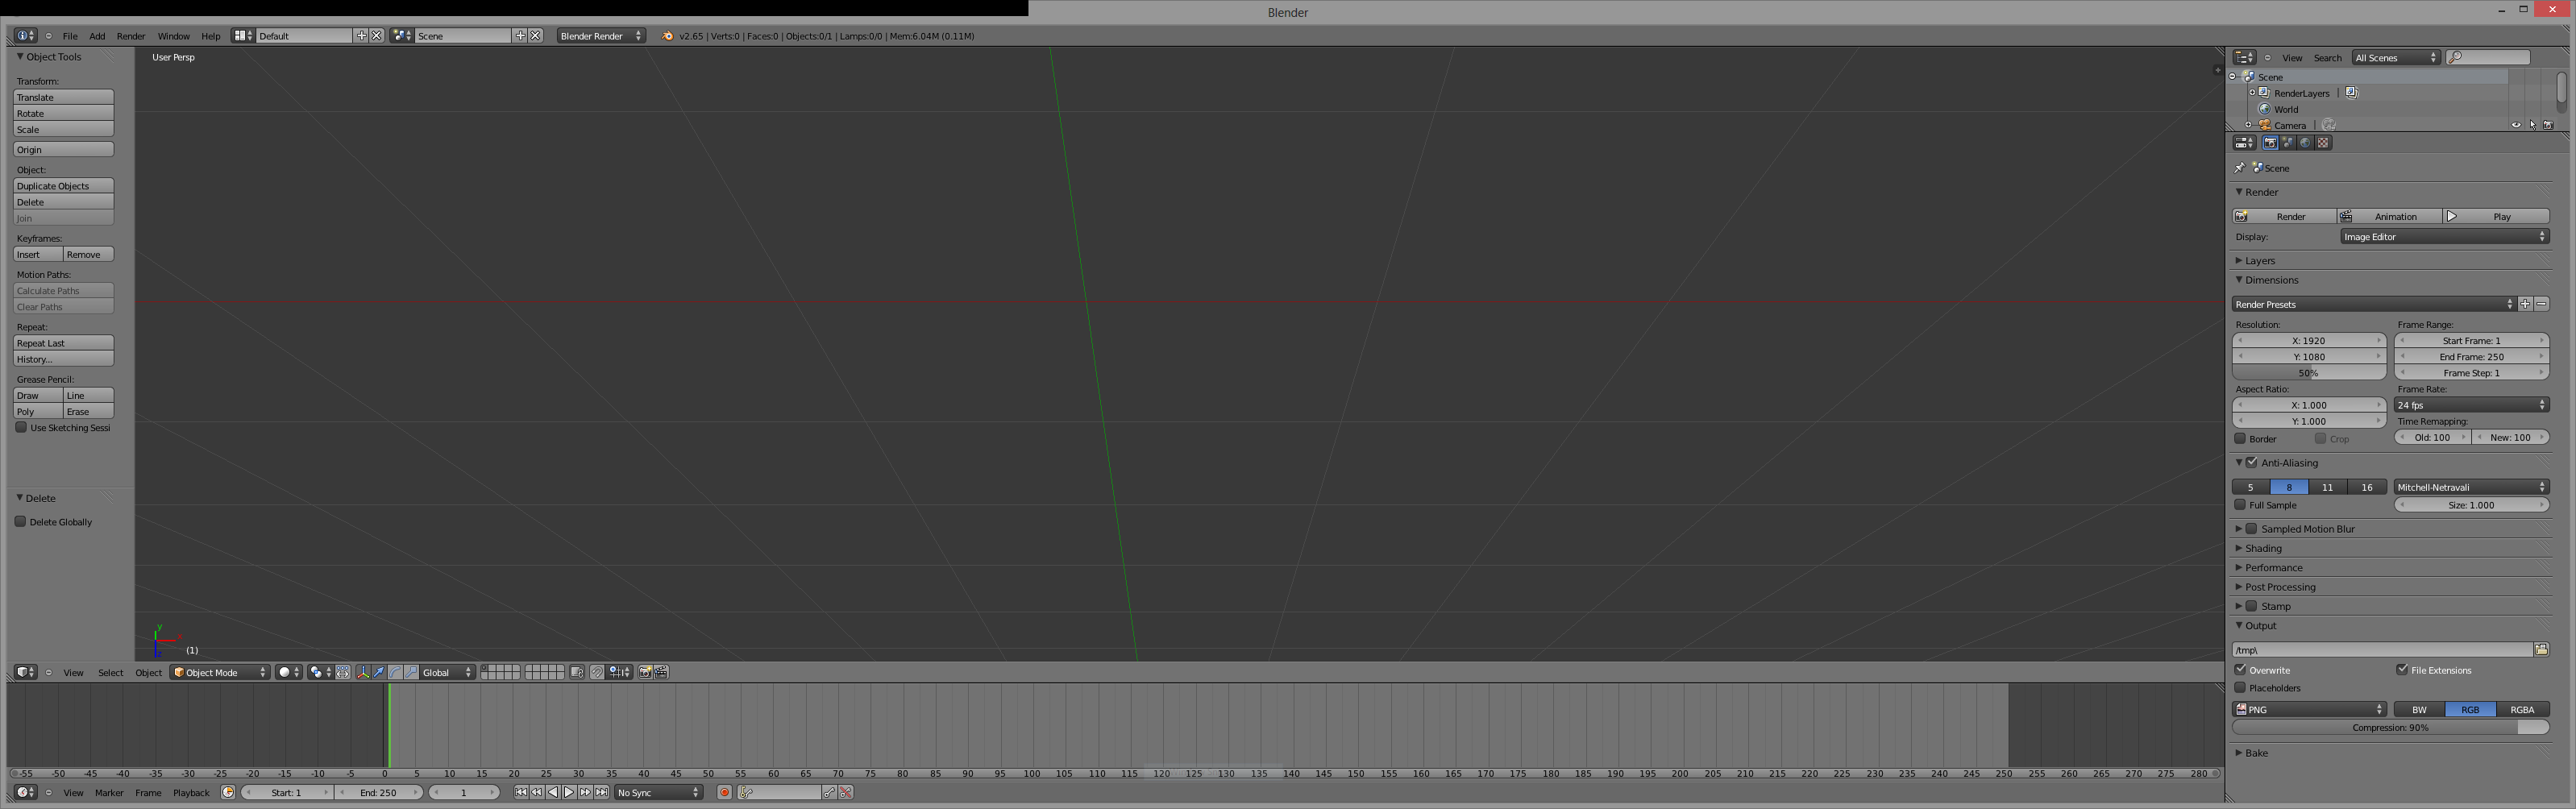 Blender
File Add Render Window Help Default Scene Blender Render v2.65 | Verts:0 | Faces:0 | Objects:0/1 | Lamps:0/0 | Mem:6.04M (0.11M)
Object Tools
Transform:
Translate
Rotate
Scale
Origin
Object:
Duplicate Objects
Delete
Join
Keyframes:
Insert Remove
Motion Paths:
Calculate Paths
Clear Paths
Repeat:
Repeat Last
History...
Grease Pencil:
Draw Line
Poly Erase
Use Sketching Sessi
Delete
Delete Globally
User Persp
y
(1)
View Select Object Object Mode Global
-55 -50 -45 -40 -35 -30 -25 -20 -15 -10 -5 0 5 10 15 20 25 30 35 40 45 50 55 60 65 70 75 80 85 90 95 100 105 110 115 120 125 130 135 140 145 150 155 160 165 170 175 180 185 190 195 200 205 210 215 220 225 230 235 240 245 250 255 260 265 270 275 280
View Marker Frame Playback Start: 1 End: 250 1 No Sync
View Search All Scenes
Scene
RenderLayers |
World
Camera |
Scene
Render
Render Animation Play
Display: Image Editor
Layers
Dimensions
Render Presets
Resolution: Frame Range:
X: 1920 Start Frame: 1
Y: 1080 End Frame: 250
50% Frame Step: 1
Aspect Ratio: Frame Rate:
X: 1.000 24 fps
Y: 1.000 Time Remapping:
Border Crop Old: 100 New: 100
Anti-Aliasing
5 8 11 16 Mitchell-Netravali
Full Sample Size: 1.000
Sampled Motion Blur
Shading
Performance
Post Processing
Stamp
Output
/tmp\
Overwrite File Extensions
Placeholders
PNG BW RGB RGBA
Compression: 90%
Bake